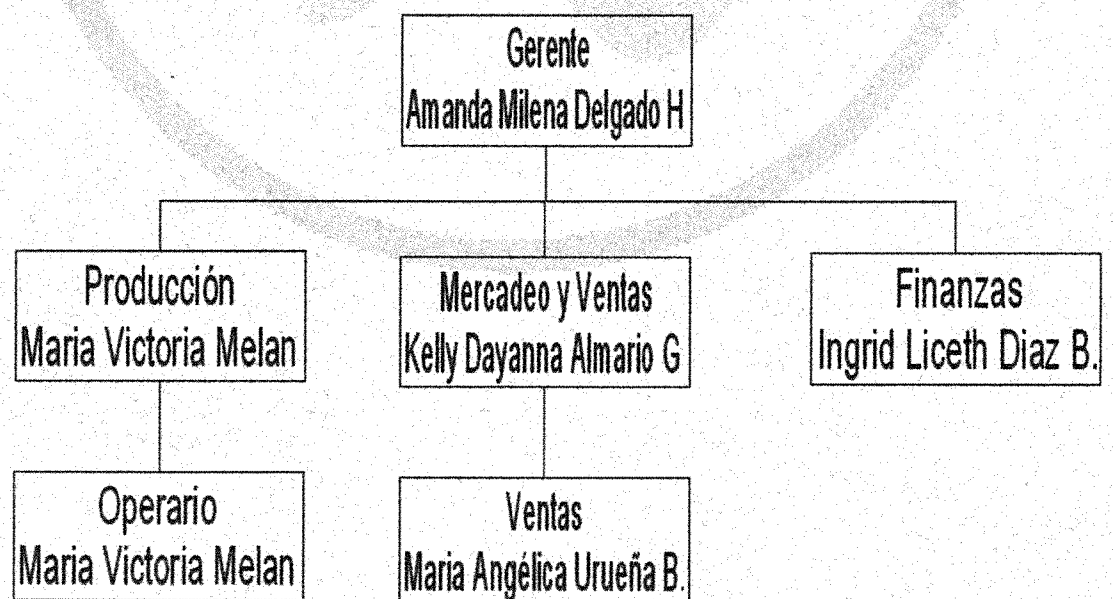 Gerente
Amanda Milena Delgado H
Producción
Maria Victoria Melan
Mercadeo y Ventas
Kelly Dayanna Almario G
Finanzas
Ingrid Liceth Diaz B.
Operario
Maria Victoria Melan
Ventas
Maria Angélica Urueña B.